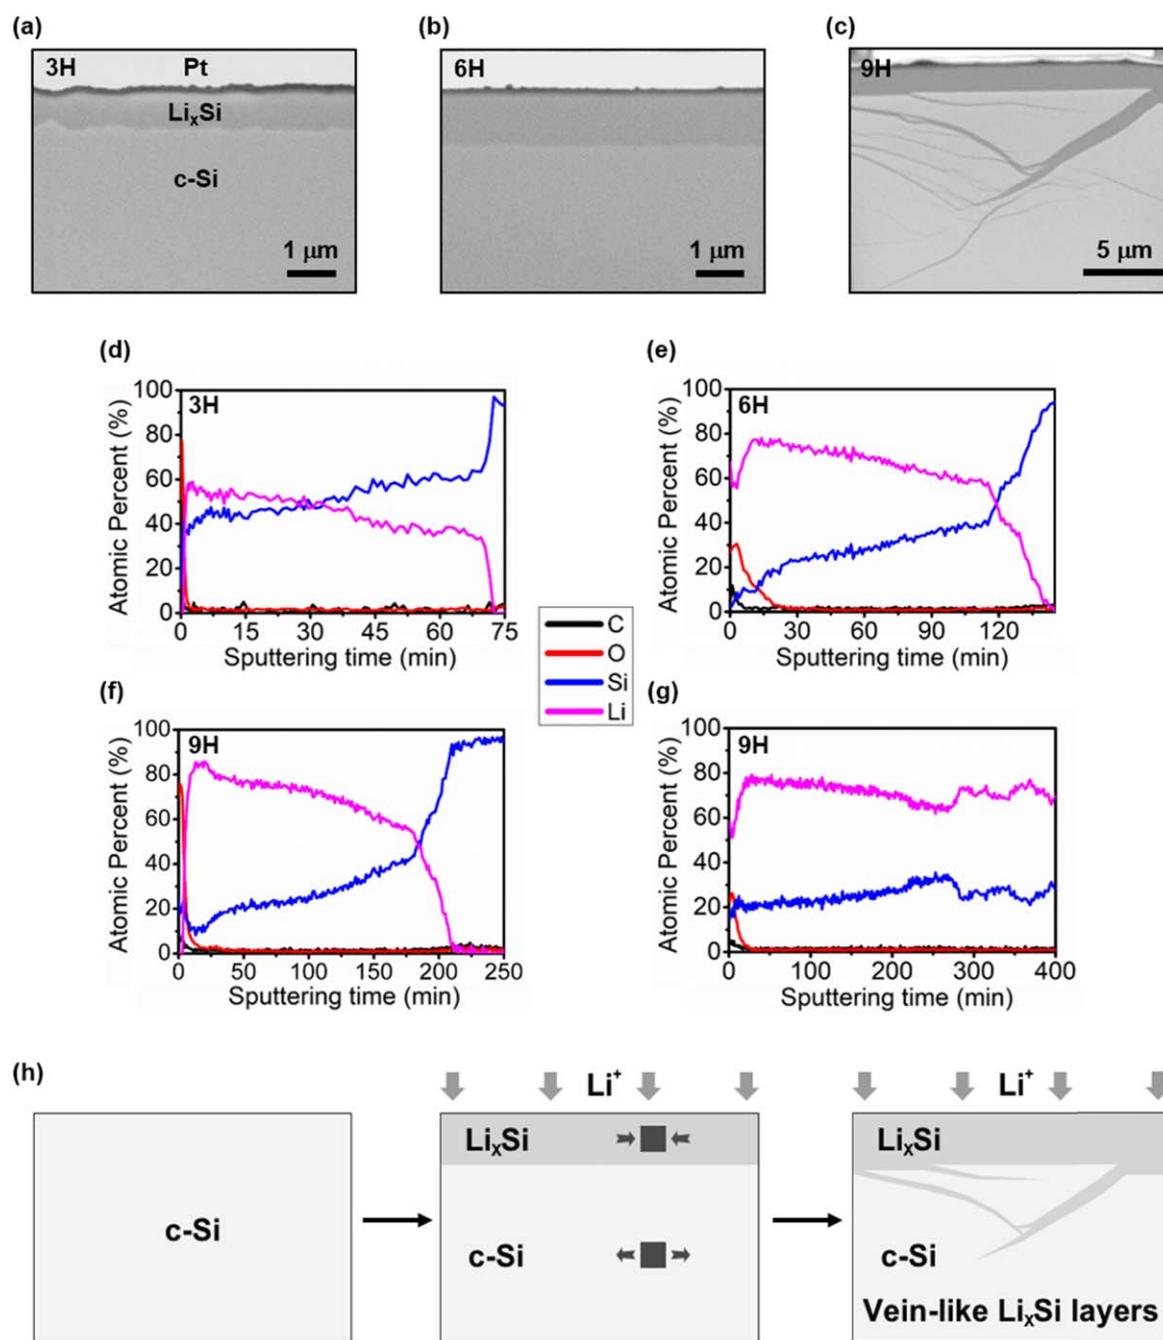 (a)
3H
Pt
LiₓSi
c-Si
1 μm
(b)
6H
1 μm
(c)
9H
5 μm
(d)
3H
Atomic Percent (%)
100
80
60
40
20
0
0 15 30 45 60 75
Sputtering time (min)
(e)
6H
Atomic Percent (%)
100
80
60
40
20
0
0 30 60 90 120
Sputtering time (min)
C
O
Si
Li
(f)
9H
Atomic Percent (%)
100
80
60
40
20
0
0 50 100 150 200 250
Sputtering time (min)
(g)
9H
Atomic Percent (%)
100
80
60
40
20
0
0 100 200 300 400
Sputtering time (min)
(h)
c-Si
Li⁺
LiₓSi
c-Si
Li⁺
LiₓSi
c-Si
Vein-like LiₓSi layers